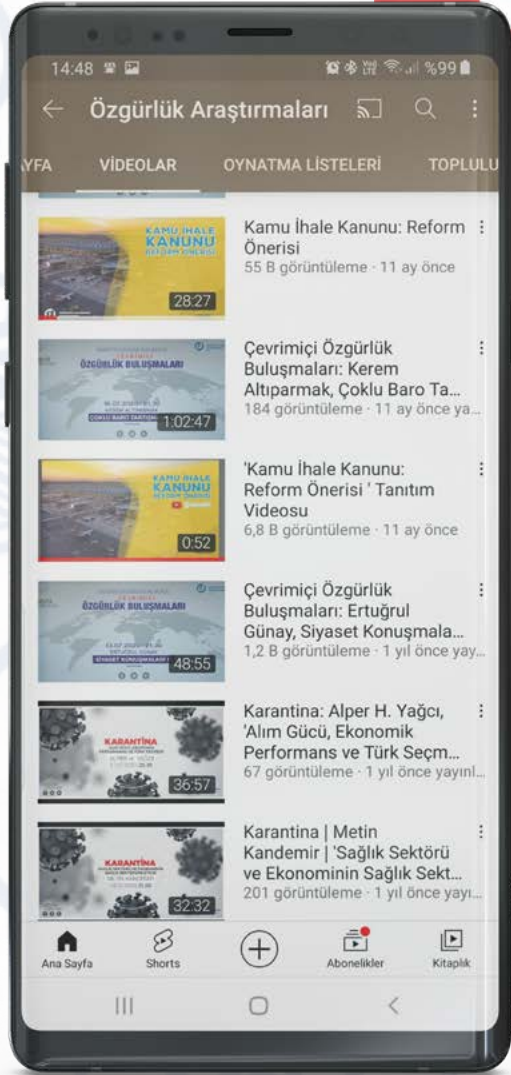 14:48
%99
Özgürlük Araştırmaları
YFA VİDEOLAR OYNATMA LİSTELERİ TOPLULU
KAMU İHALE
KANUNU
REFORM ÖNERİSİ
28:27
Kamu İhale Kanunu: Reform
Önerisi
55 B görüntüleme · 11 ay önce
ÇEVRİMİÇİ
ÖZGÜRLÜK BULUŞMALARI
1:02:47
Çevrimiçi Özgürlük
Buluşmaları: Kerem
Altıparmak, Çoklu Baro Ta...
184 görüntüleme · 11 ay önce ya...
KAMU İHALE
KANUNU
REFORM ÖNERİSİ
0:52
'Kamu İhale Kanunu:
Reform Önerisi ' Tanıtım
Videosu
6,8 B görüntüleme · 11 ay önce
ÖZGÜRLÜK BULUŞMALARI
48:55
Çevrimiçi Özgürlük
Buluşmaları: Ertuğrul
Günay, Siyaset Konuşmala...
1,2 B görüntüleme · 1 yıl önce yay...
KARANTİNA
36:57
Karantina: Alper H. Yağcı,
'Alım Gücü, Ekonomik
Performans ve Türk Seçm...
67 görüntüleme · 1 yıl önce yayınl...
KARANTİNA
32:32
Karantina | Metin
Kandemir | 'Sağlık Sektörü
ve Ekonominin Sağlık Sekt...
201 görüntüleme · 1 yıl önce yayı...
Ana Sayfa Shorts Abonelikler Kitaplık